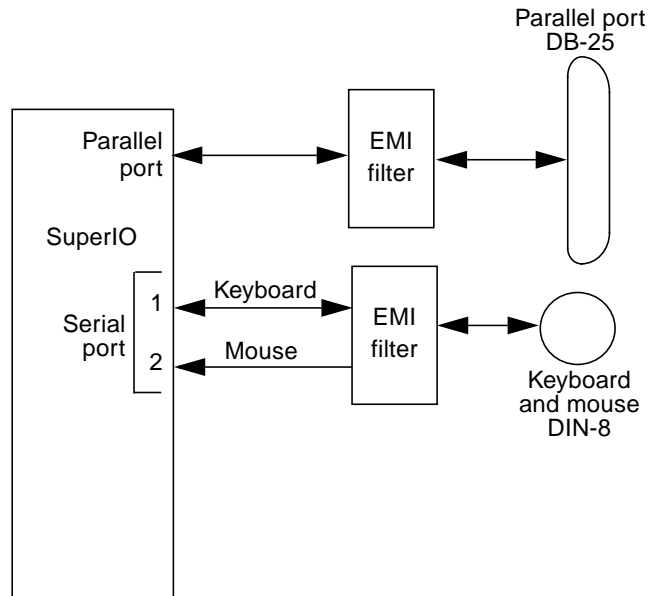 Parallel port
DB-25
Parallel
port
EMI
filter
SuperIO
Serial
port
1
2
Keyboard
Mouse
EMI
filter
Keyboard
and mouse
DIN-8